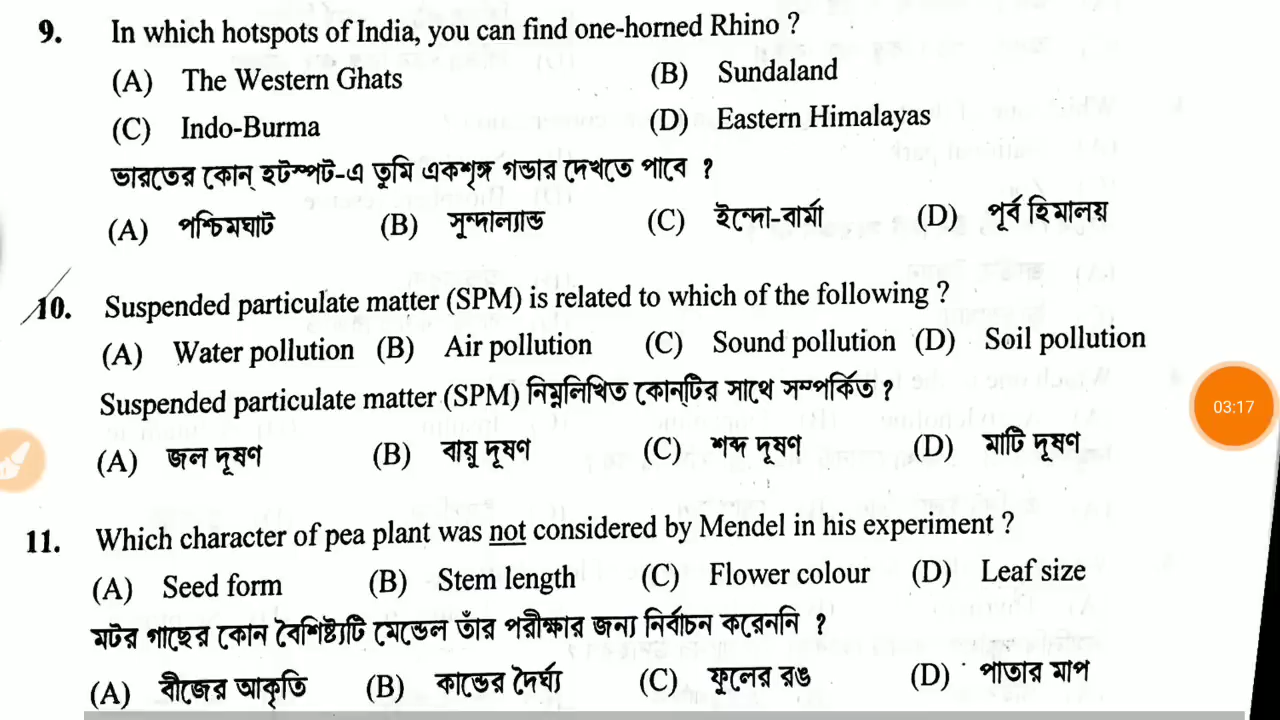 9. In which hotspots of India, you can find one-horned Rhino ?
(A) The Western Ghats (B) Sundaland
(C) Indo-Burma (D) Eastern Himalayas
ভারতের কোন্ হটস্পট-এ তুমি একশৃঙ্গ গন্ডার দেখতে পাবে ?
(A) পশ্চিমঘাট (B) সুন্দাল্যান্ড (C) ইন্দো-বার্মা (D) পূর্ব হিমালয়
10. Suspended particulate matter (SPM) is related to which of the following ?
(A) Water pollution (B) Air pollution (C) Sound pollution (D) Soil pollution
Suspended particulate matter (SPM) নিম্নলিখিত কোন্‌টির সাথে সম্পর্কিত ?
(A) জল দূষণ (B) বায়ু দূষণ (C) শব্দ দূষণ (D) মাটি দূষণ
03:17
11. Which character of pea plant was not considered by Mendel in his experiment ?
(A) Seed form (B) Stem length (C) Flower colour (D) Leaf size
মটর গাছের কোন বৈশিষ্ট্যটি মেন্ডেল তাঁর পরীক্ষার জন্য নির্বাচন করেননি ?
(A) বীজের আকৃতি (B) কান্ডের দৈর্ঘ্য (C) ফুলের রঙ (D) পাতার মাপ